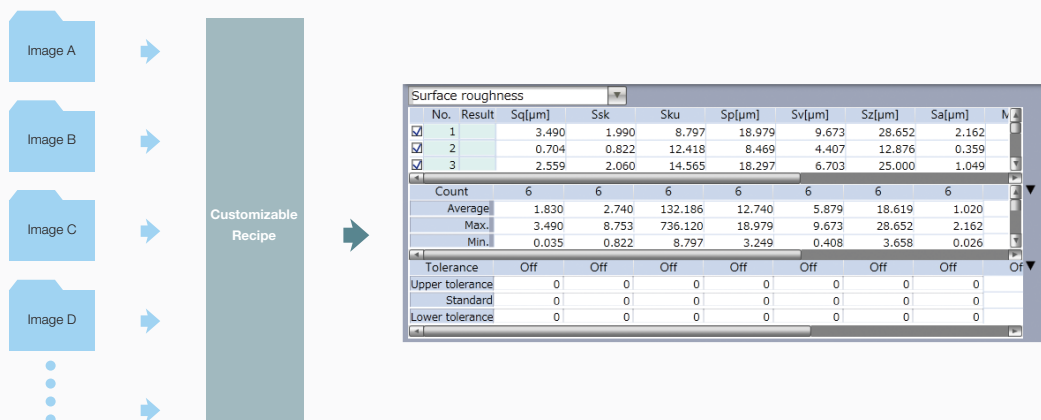 Image A
Image B
Image C
Image D
Customizable
Recipe
Surface roughness
No. Result Sq[μm] Ssk Sku Sp[μm] Sv[μm] Sz[μm] Sa[μm]
1 3.490 1.990 8.797 18.979 9.673 28.652 2.162
2 0.704 0.822 12.418 8.469 4.407 12.876 0.359
3 2.559 2.060 14.565 18.297 6.703 25.000 1.049
Count 6 6 6 6 6 6 6
Average 1.830 2.740 132.186 12.740 5.879 18.619 1.020
Max. 3.490 8.753 736.120 18.979 9.673 28.652 2.162
Min. 0.035 0.822 8.797 3.249 0.408 3.658 0.026
Tolerance Off Off Off Off Off Off Off Of
Upper tolerance 0 0 0 0 0 0 0
Standard 0 0 0 0 0 0 0
Lower tolerance 0 0 0 0 0 0 0